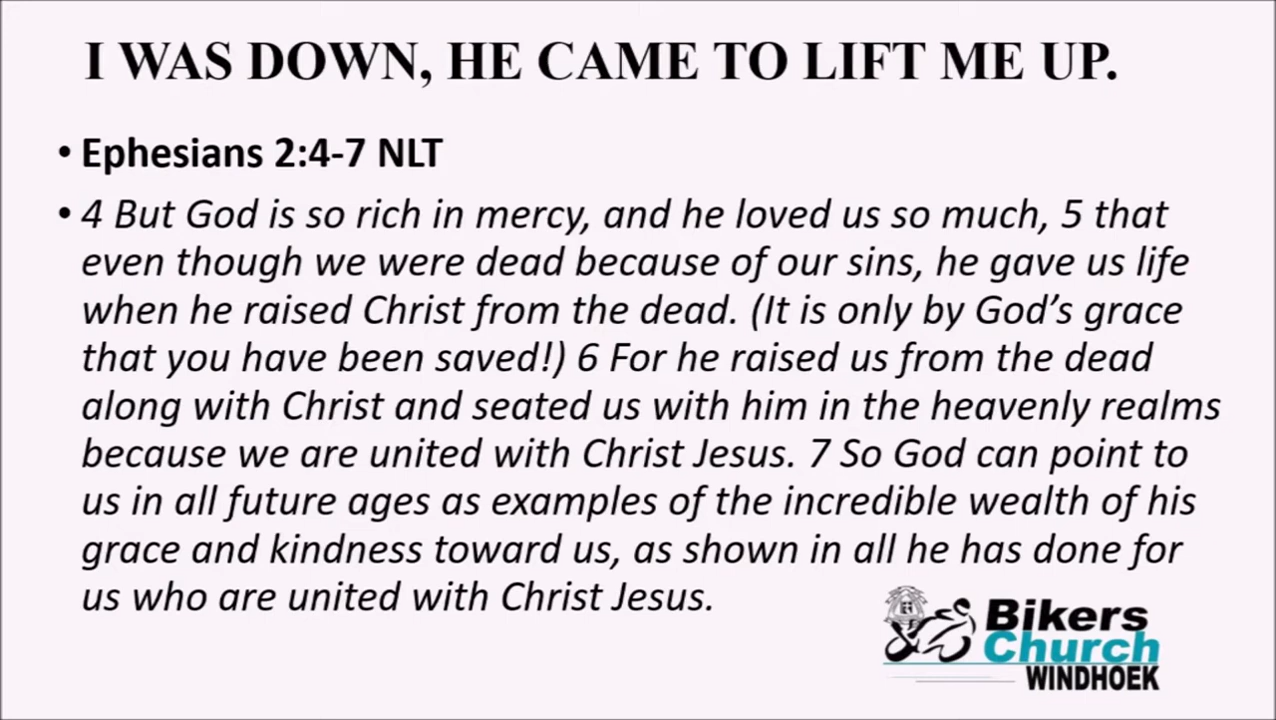 I WAS DOWN, HE CAME TO LIFT ME UP.
• Ephesians 2:4-7 NLT
• 4 But God is so rich in mercy, and he loved us so much, 5 that
even though we were dead because of our sins, he gave us life
when he raised Christ from the dead. (It is only by God’s grace
that you have been saved!) 6 For he raised us from the dead
along with Christ and seated us with him in the heavenly realms
because we are united with Christ Jesus. 7 So God can point to
us in all future ages as examples of the incredible wealth of his
grace and kindness toward us, as shown in all he has done for
us who are united with Christ Jesus.
Bikers
Church
WINDHOEK